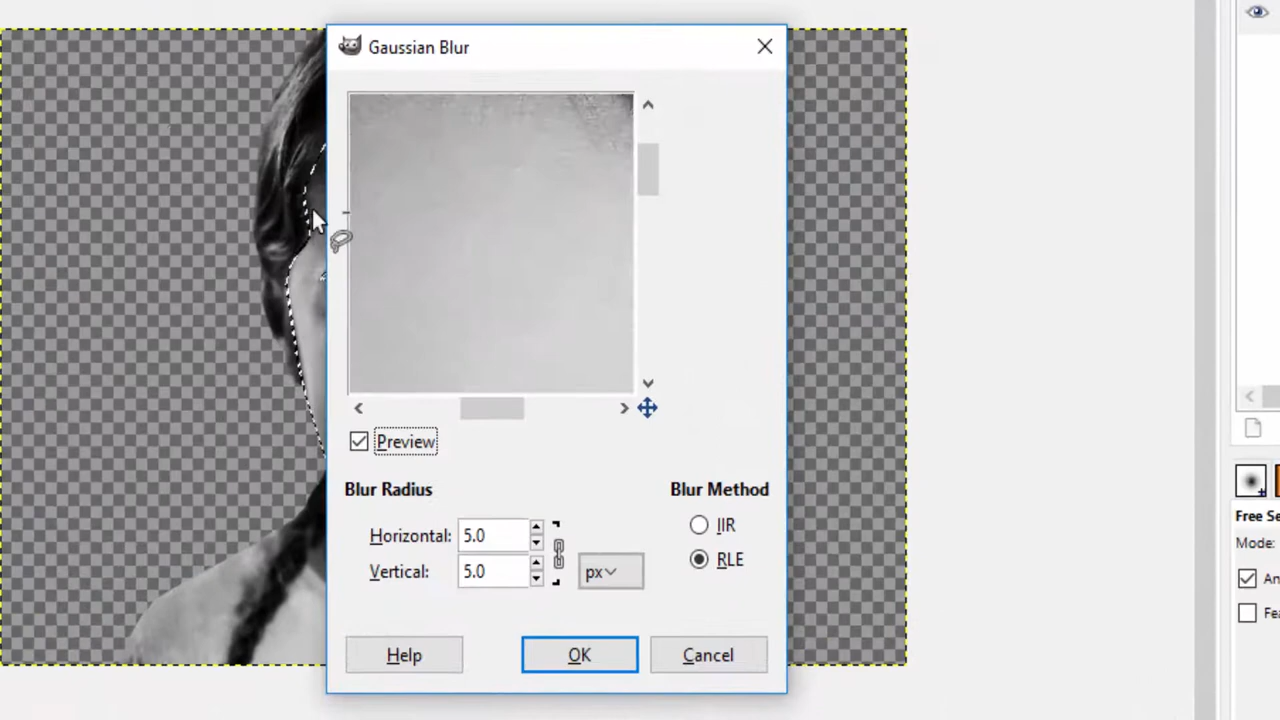 Gaussian Blur
Preview
Blur Radius
Blur Method
Horizontal: 5.0
IIR
Vertical: 5.0
px
RLE
Help
OK
Cancel
Free Se
Mode:
An
Fea